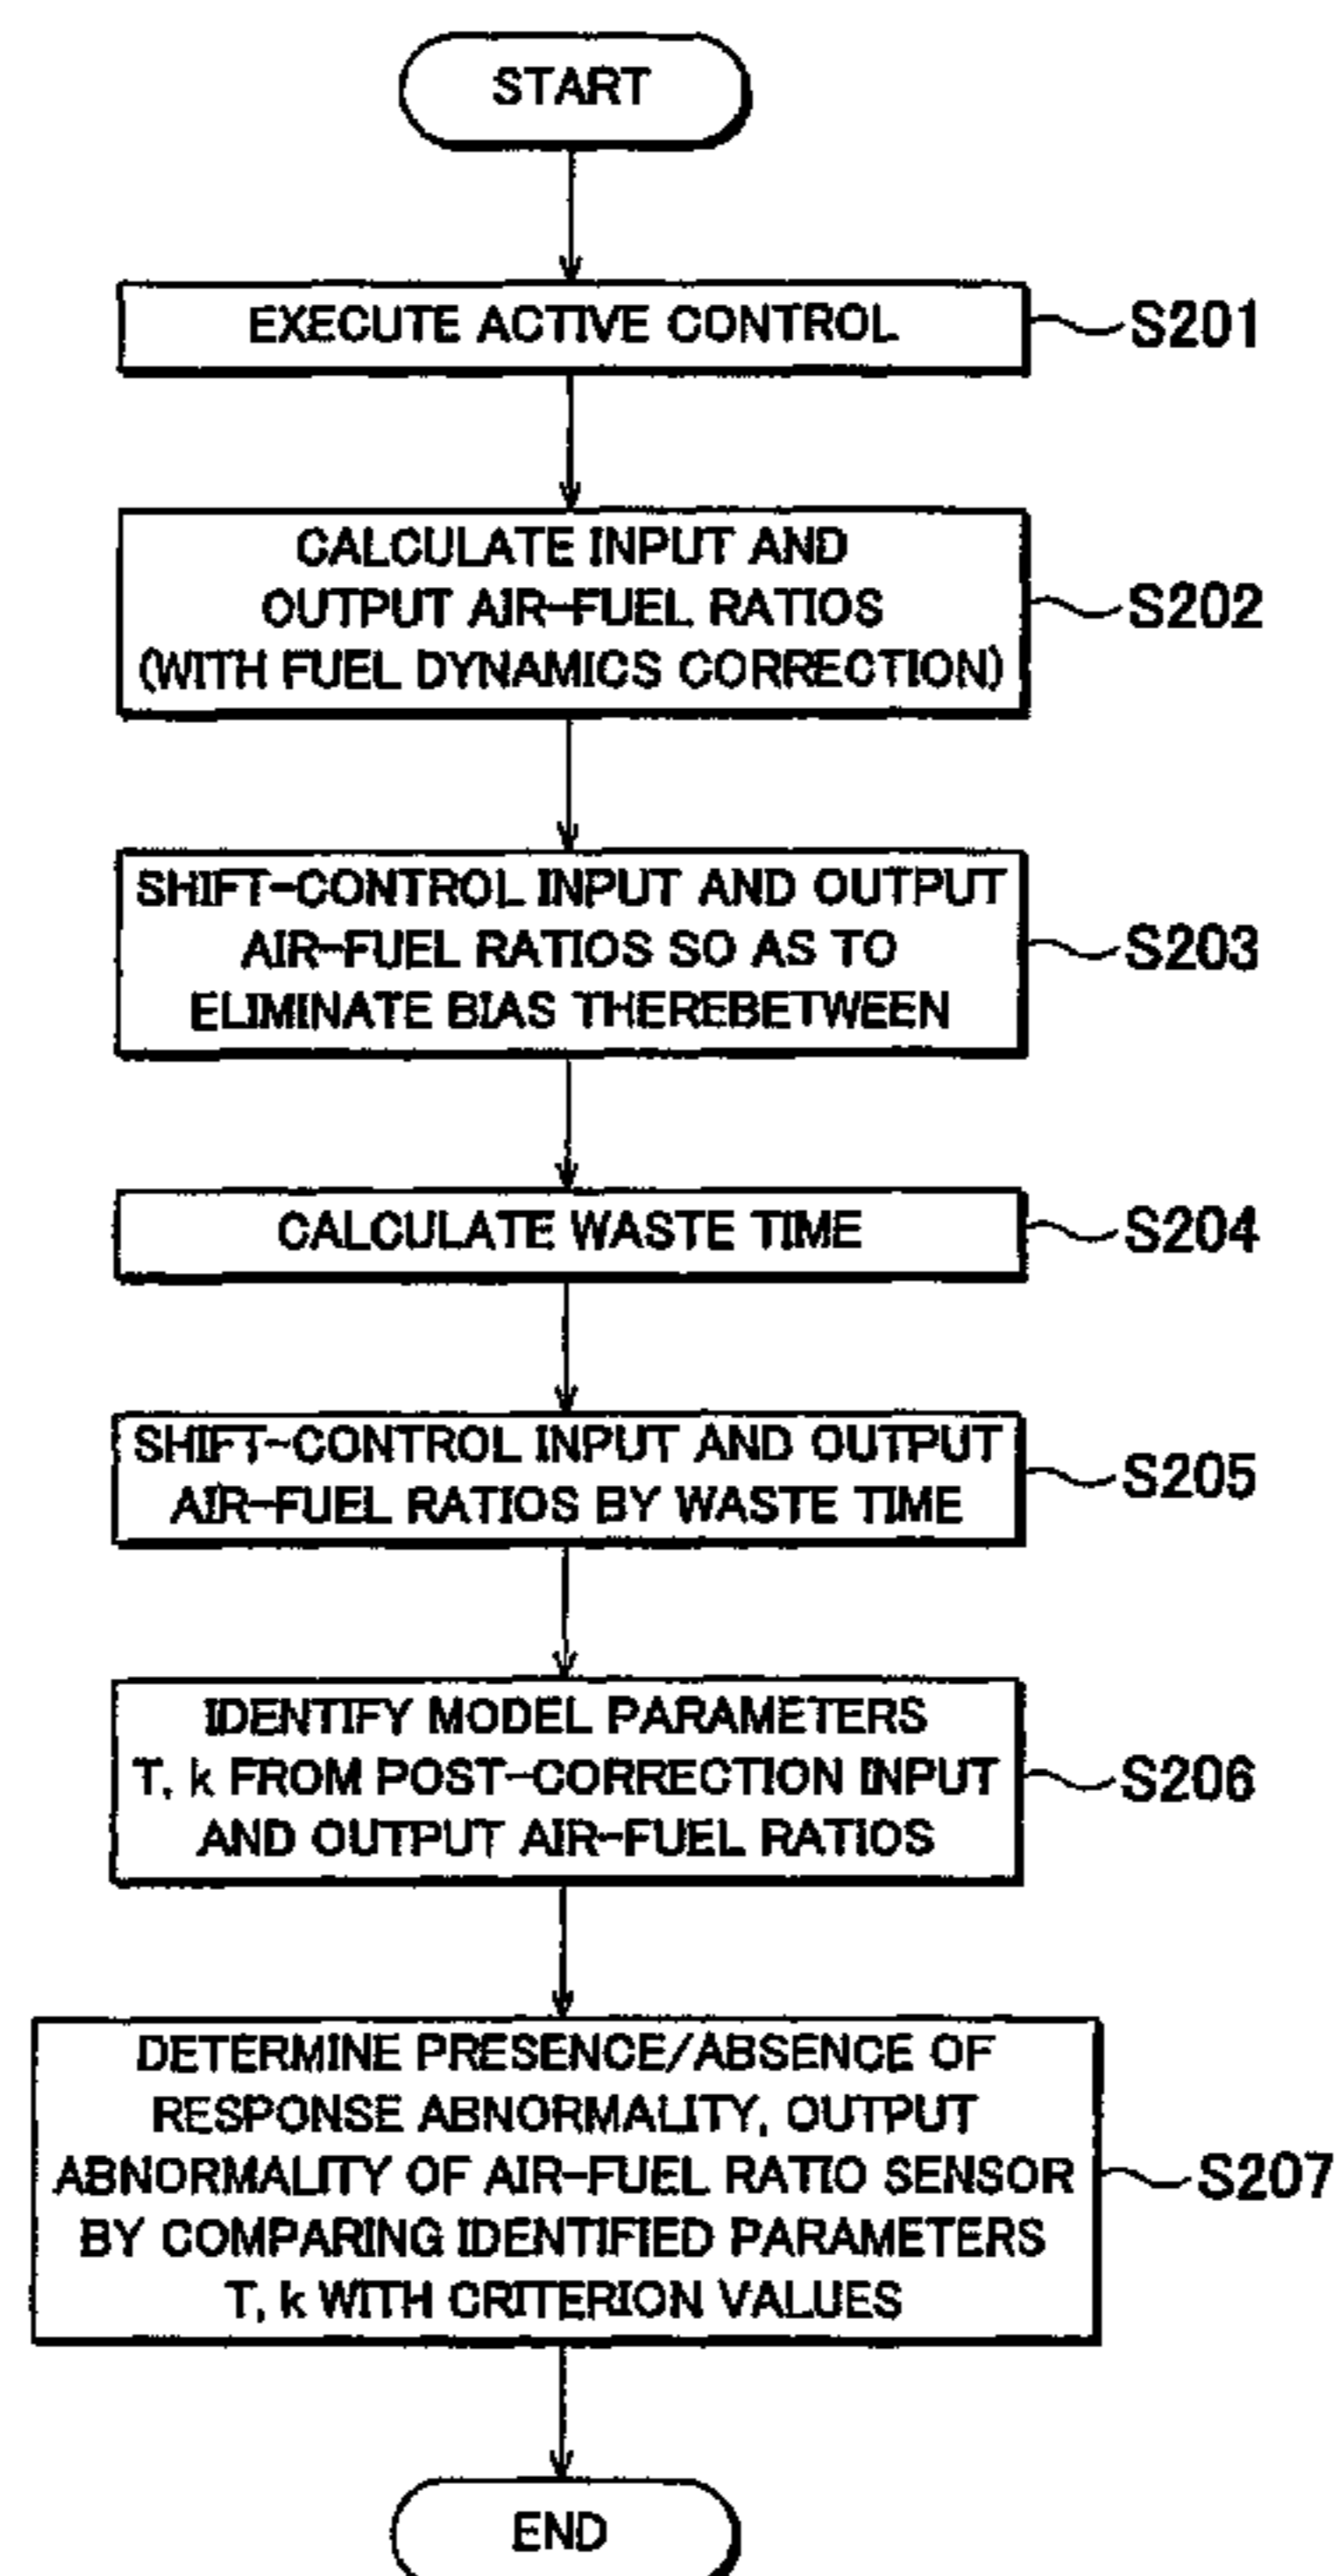 START
EXECUTE ACTIVE CONTROL
S201
CALCULATE INPUT AND
OUTPUT AIR-FUEL RATIOS
(WITH FUEL DYNAMICS CORRECTION)
S202
SHIFT-CONTROL INPUT AND OUTPUT
AIR-FUEL RATIOS SO AS TO
ELIMINATE BIAS THEREBETWEEN
S203
CALCULATE WASTE TIME
S204
SHIFT-CONTROL INPUT AND OUTPUT
AIR-FUEL RATIOS BY WASTE TIME
S205
IDENTIFY MODEL PARAMETERS
T, k FROM POST-CORRECTION INPUT
AND OUTPUT AIR-FUEL RATIOS
S206
DETERMINE PRESENCE/ABSENCE OF
RESPONSE ABNORMALITY, OUTPUT
ABNORMALITY OF AIR-FUEL RATIO SENSOR
BY COMPARING IDENTIFIED PARAMETERS
T, k WITH CRITERION VALUES
S207
END